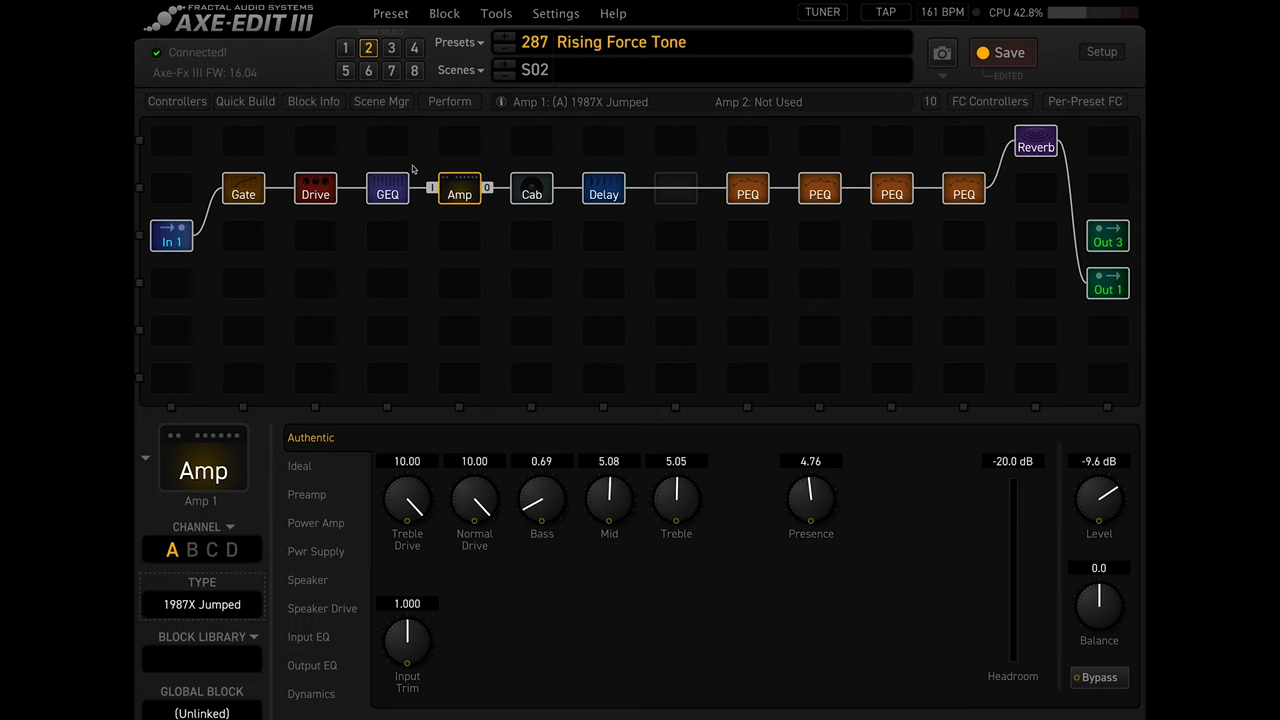 FRACTAL AUDIO SYSTEMS
AXE-EDIT III
Preset Block Tools Settings Help
TUNER TAP 161 BPM CPU 42.8%
Connected!
Axe-Fx III FW: 16.04
SCENE SELECT
1 2 3 4
5 6 7 8
Presets
Scenes
287 Rising Force Tone
S02
Save
EDITED
Setup
Controllers Quick Build Block Info Scene Mgr Perform
Amp 1: (A) 1987X Jumped Amp 2: Not Used
10 FC Controllers Per-Preset FC
Reverb
Gate Drive GEQ I Amp O Cab Delay PEQ PEQ PEQ PEQ
In 1 Out 3
Out 1
Amp
Amp 1
CHANNEL
A B C D
TYPE
1987X Jumped
BLOCK LIBRARY
GLOBAL BLOCK
(Unlinked)
Authentic
Ideal
Preamp
Power Amp
Pwr Supply
Speaker
Speaker Drive
Input EQ
Output EQ
Dynamics
10.00 10.00 0.69 5.08 5.05 4.76 -20.0 dB -9.6 dB
Treble Drive Normal Drive Bass Mid Treble Presence Level
0.0
Balance
1.000
Input Trim
Headroom
Bypass